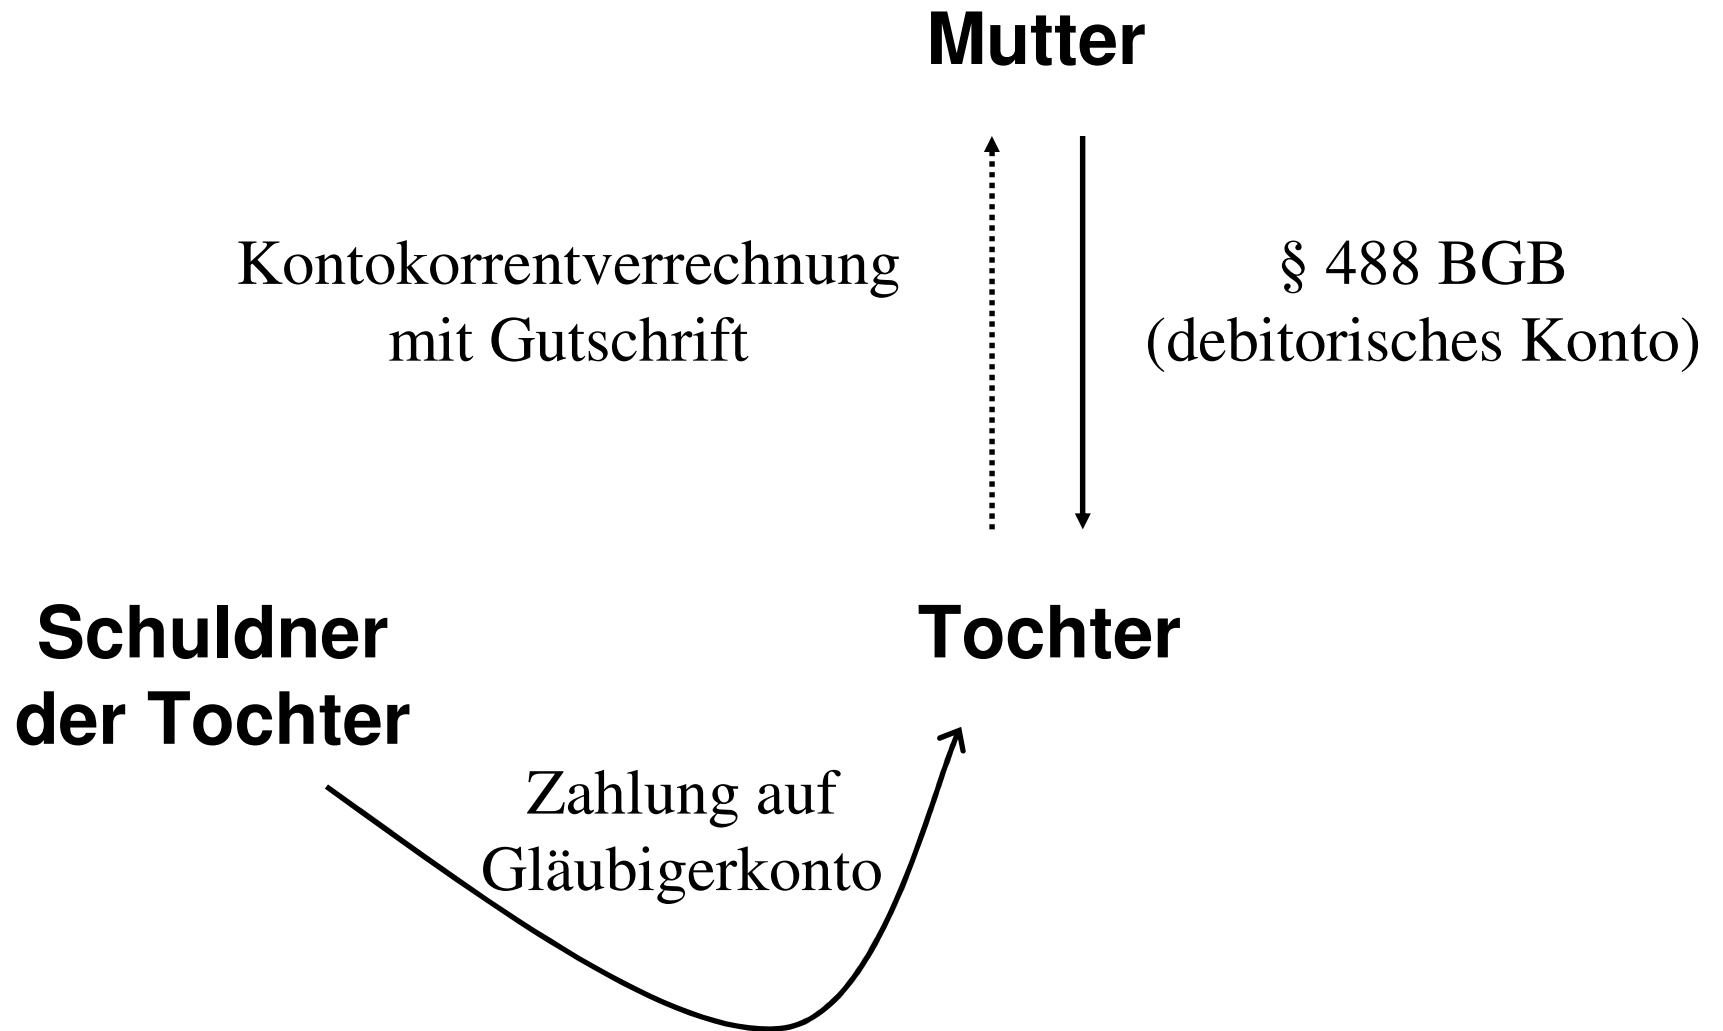 Mutter
Kontokorrentverrechnung
mit Gutschrift
§ 488 BGB
(debitorisches Konto)
Schuldner
der Tochter
Tochter
Zahlung auf
Gläubigerkonto